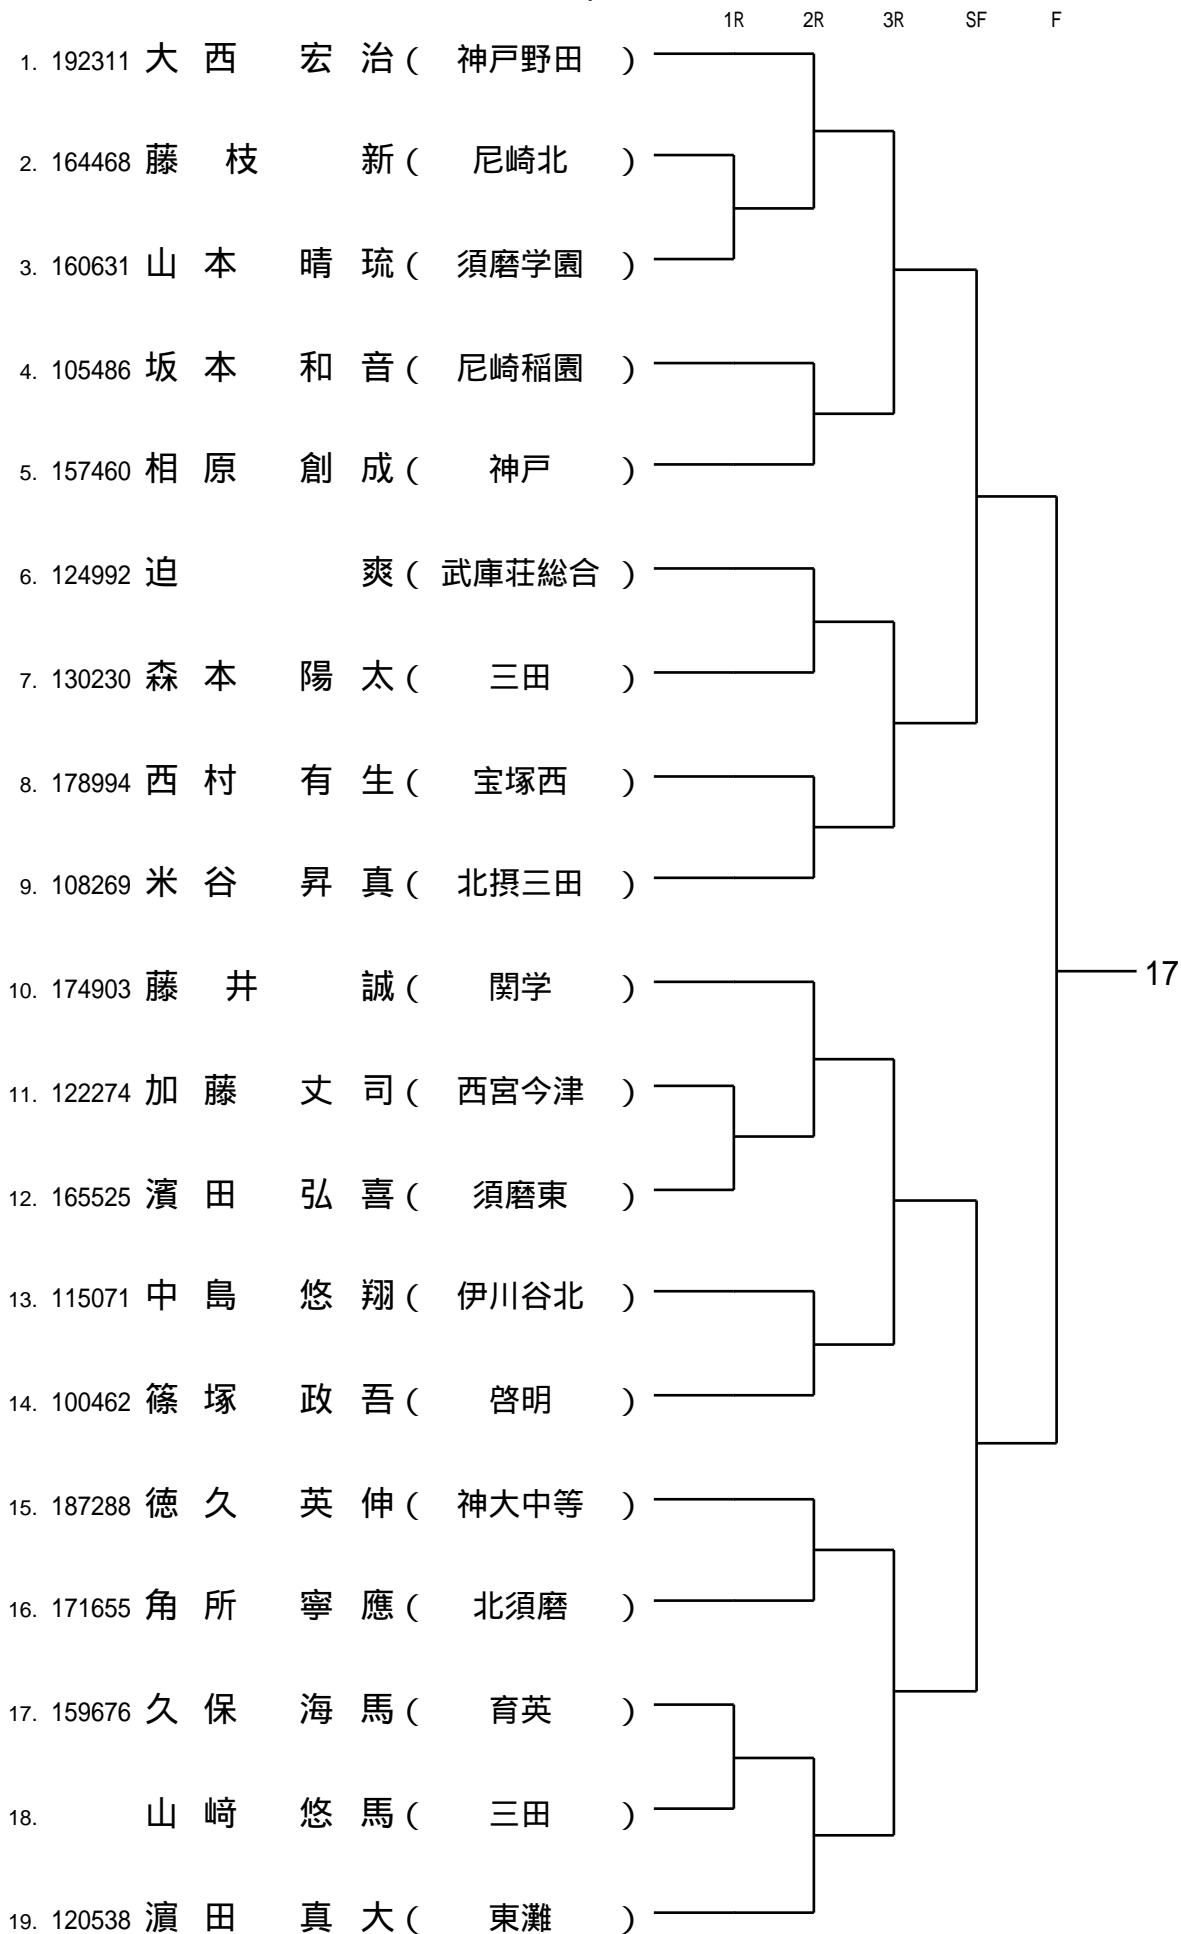 1R 2R 3R SF F
1. 192311 大西 宏治 ( 神戸野田 )
2. 164468 藤枝 新 ( 尼崎北 )
3. 160631 山本 晴琉 ( 須磨学園 )
4. 105486 坂本 和音 ( 尼崎稲園 )
5. 157460 相原 創成 ( 神戸 )
6. 124992 迫 爽 ( 武庫荘総合 )
7. 130230 森本 陽太 ( 三田 )
8. 178994 西村 有生 ( 宝塚西 )
9. 108269 米谷 昇真 ( 北摂三田 )
10. 174903 藤井 誠 ( 関学 )
17
11. 122274 加藤 丈司 ( 西宮今津 )
12. 165525 濱田 弘喜 ( 須磨東 )
13. 115071 中島 悠翔 ( 伊川谷北 )
14. 100462 篠塚 政吾 ( 啓明 )
15. 187288 徳久 英伸 ( 神大中等 )
16. 171655 角所 寧應 ( 北須磨 )
17. 159676 久保 海馬 ( 育英 )
18. 山﨑 悠馬 ( 三田 )
19. 120538 濵田 真大 ( 東灘 )